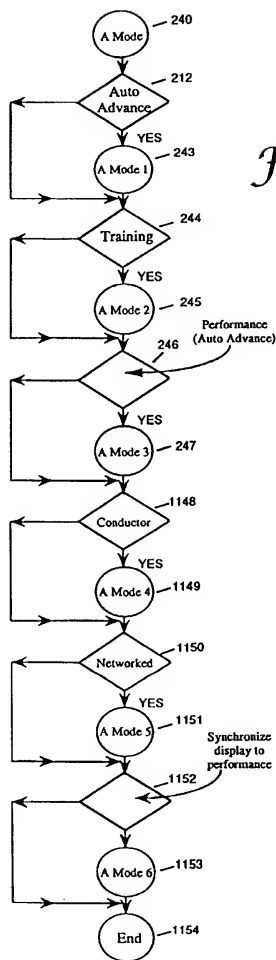 A Mode
240
Auto
Advance
212
YES
A Mode 1
243
Training
244
YES
A Mode 2
245
246
Performance
(Auto Advance)
YES
A Mode 3
247
Conductor
1148
YES
A Mode 4
1149
Networked
1150
YES
A Mode 5
1151
Synchronize
display to
performance
1152
A Mode 6
1153
End
1154
F